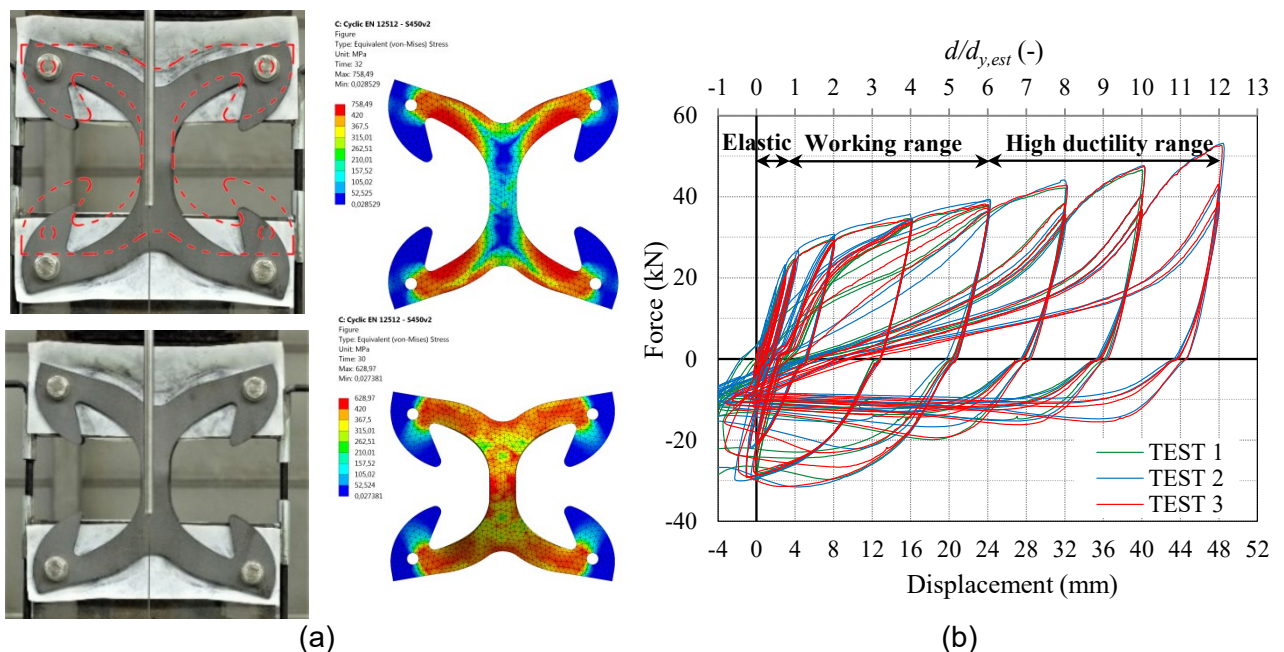 C: Cyclic EN 12512 - S450v2
Figure
Type: Equivalent (von-Mises) Stress
Unit: MPa
Time: 32
Max: 758,49
Min: 0,028529
758,49
420
367,5
315,01
262,51
210,01
157,52
105,02
52,525
0,028529
C: Cyclic EN 12512 - S450v2
Figure
Type: Equivalent (von-Mises) Stress
Unit: MPa
Time: 30
Max: 628,97
Min: 0,027381
628,97
420
367,5
315,01
262,51
210,01
157,52
105,02
52,524
0,027381
(a)
d/dy,est (-)
-1 0 1 2 3 4 5 6 7 8 9 10 11 12 13
60
Elastic Working range High ductility range
40
20
0
-20
-40
Force (kN)
TEST 1
TEST 2
TEST 3
-4 0 4 8 12 16 20 24 28 32 36 40 44 48 52
Displacement (mm)
(b)